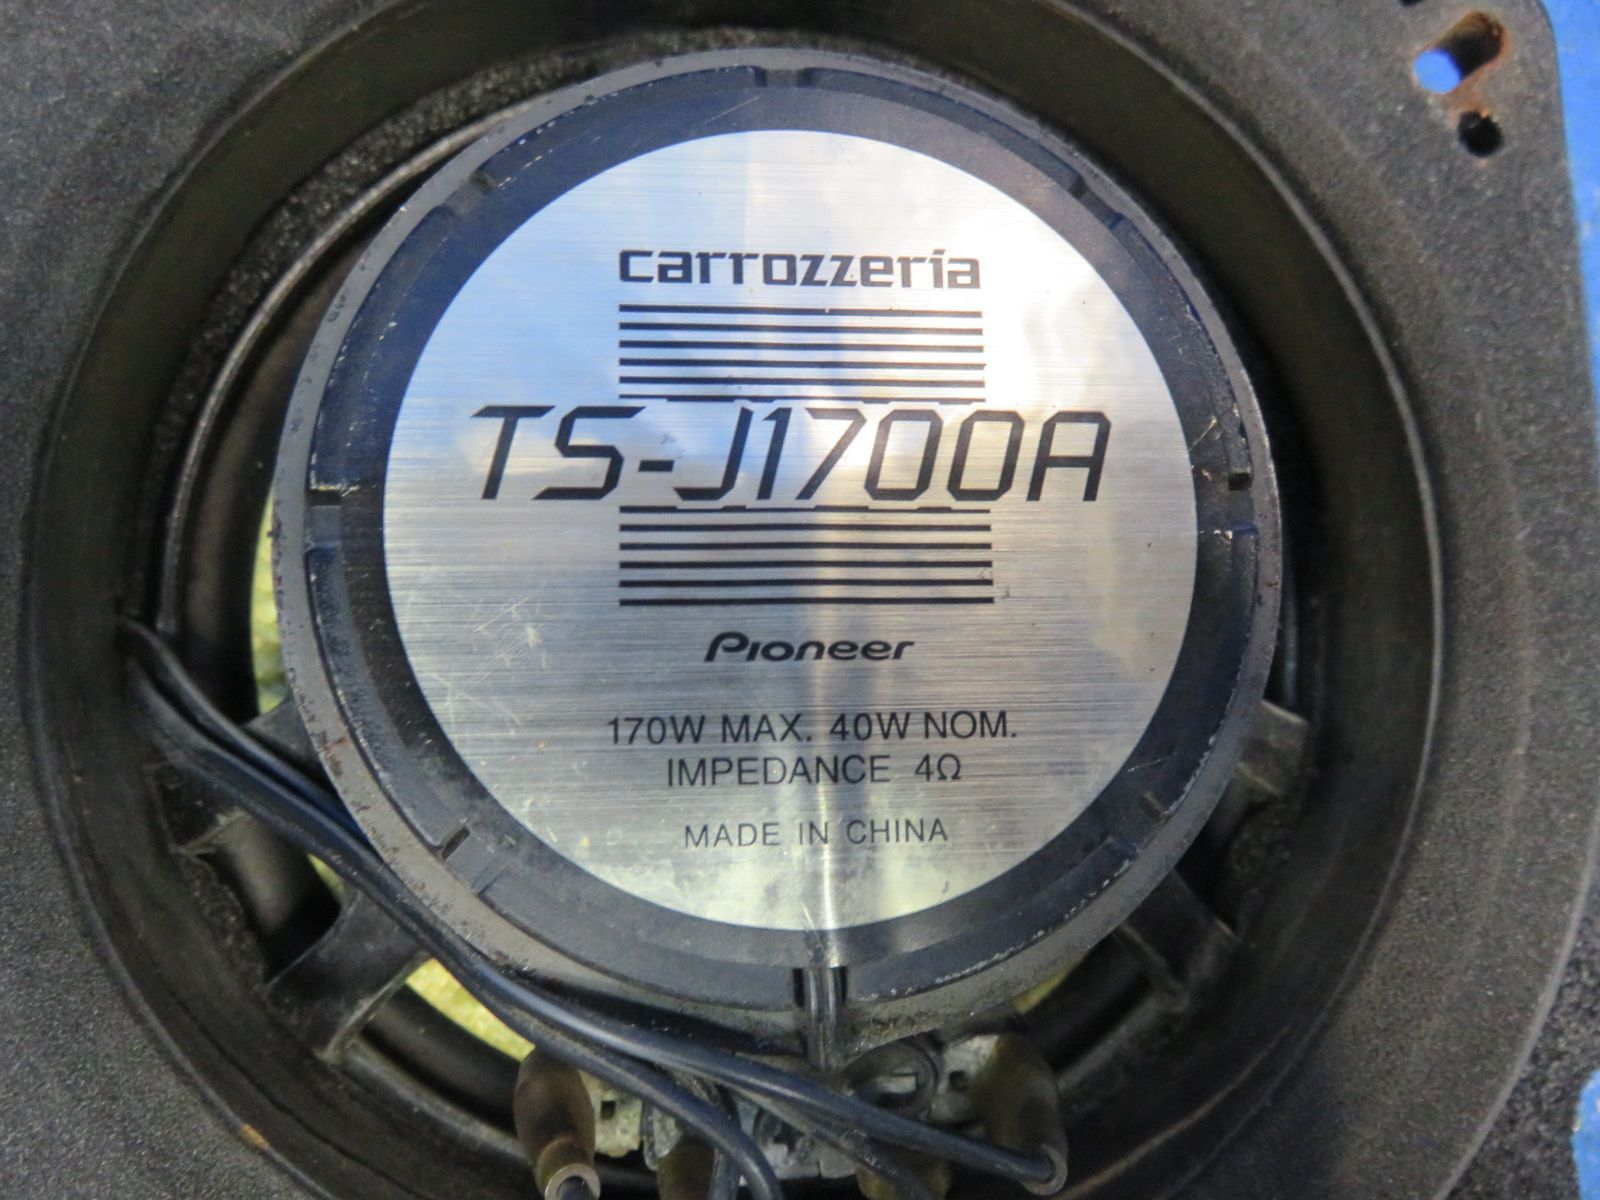 carrozzeria
TS-J1700A
Pioneer
170W MAX. 40W NOM.
IMPEDANCE 4Ω
MADE IN CHINA